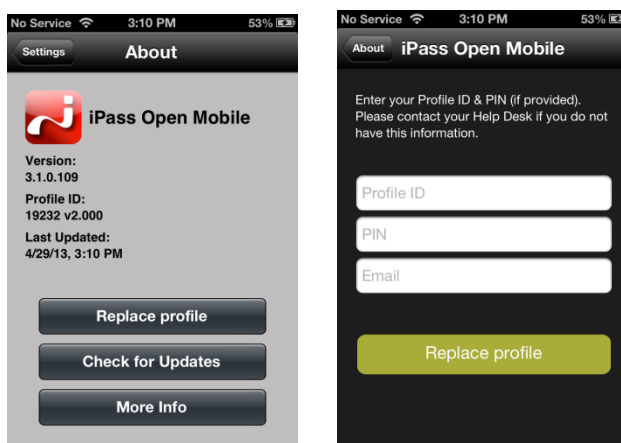 No Service 3:10 PM 53%
Settings About
iPass Open Mobile
Version:
3.1.0.109
Profile ID:
19232 v2.000
Last Updated:
4/29/13, 3:10 PM
Replace profile
Check for Updates
More Info
No Service 3:10 PM 53%
About iPass Open Mobile
Enter your Profile ID & PIN (if provided).
Please contact your Help Desk if you do not
have this information.
Profile ID
PIN
Email
Replace profile